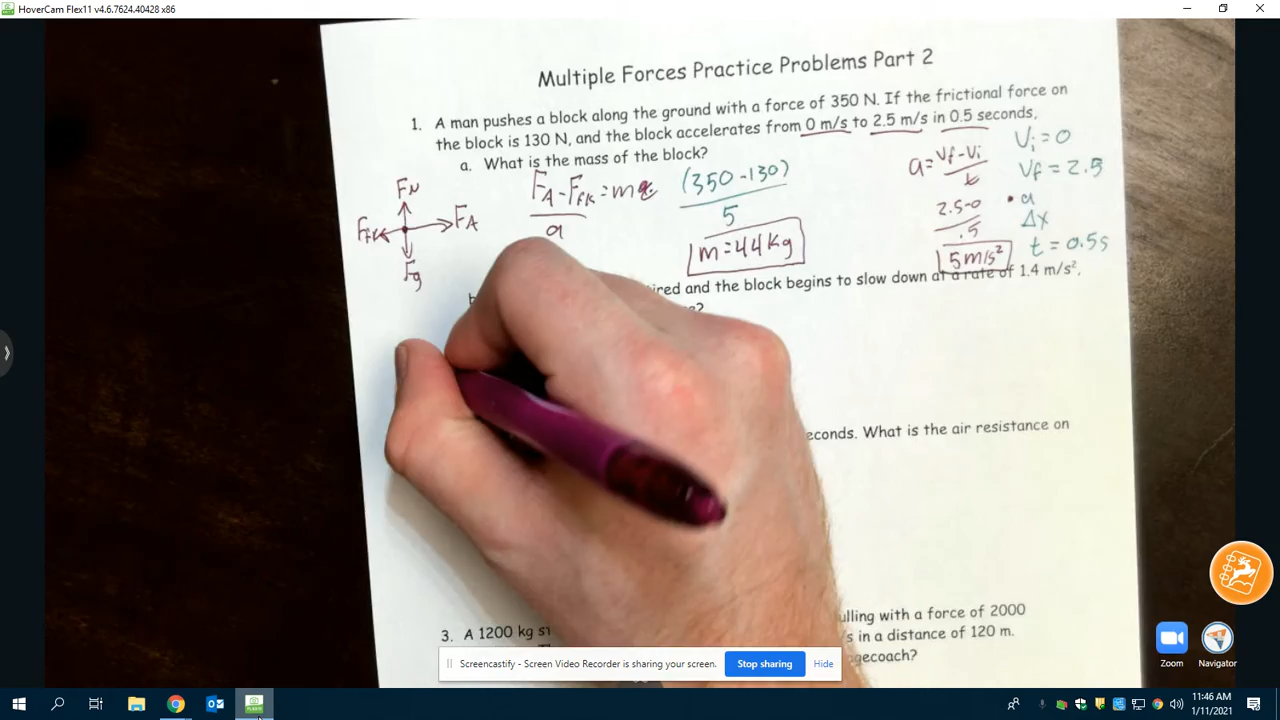 HoverCam Flex11 v4.6.7624.40428 x86
Multiple Forces Practice Problems Part 2
1. A man pushes a block along the ground with a force of 350 N. If the frictional force on
the block is 130 N, and the block accelerates from 0 m/s to 2.5 m/s in 0.5 seconds,
a. What is the mass of the block?
FN
FA
Ffk
Fg
FA - Ffk = ma
a
(350-130)
5
m=44kg
a = Vf-Vi
t
2.5-0
.5
5m/s²
Vi = 0
Vf = 2.5
a
Δx
t = 0.5s
ired and the block begins to slow down at a rate of 1.4 m/s²,
econds. What is the air resistance on
3. A 1200 kg st
ulling with a force of 2000
/s in a distance of 120 m.
gecoach?
Screencastify - Screen Video Recorder is sharing your screen.
Stop sharing
Hide
Zoom
Navigator
11:46 AM
1/11/2021